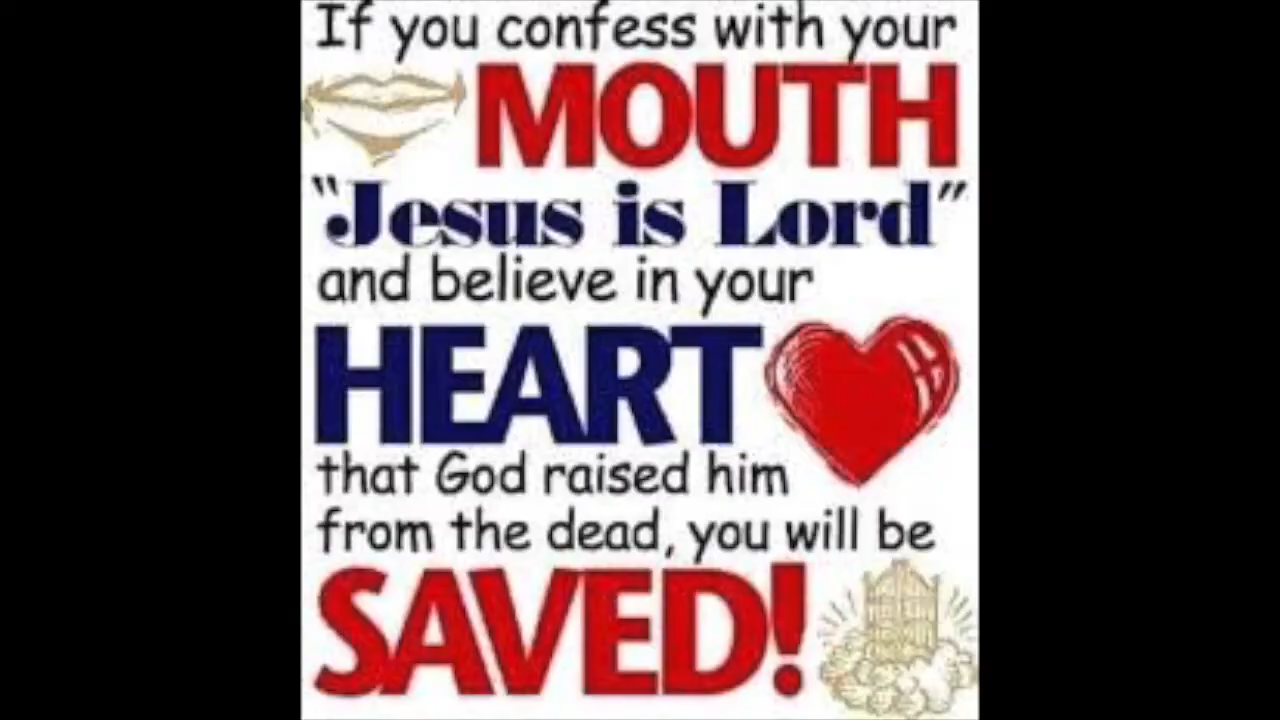 If you confess with your
MOUTH
“Jesus is Lord”
and believe in your
HEART
that God raised him
from the dead, you will be
SAVED!